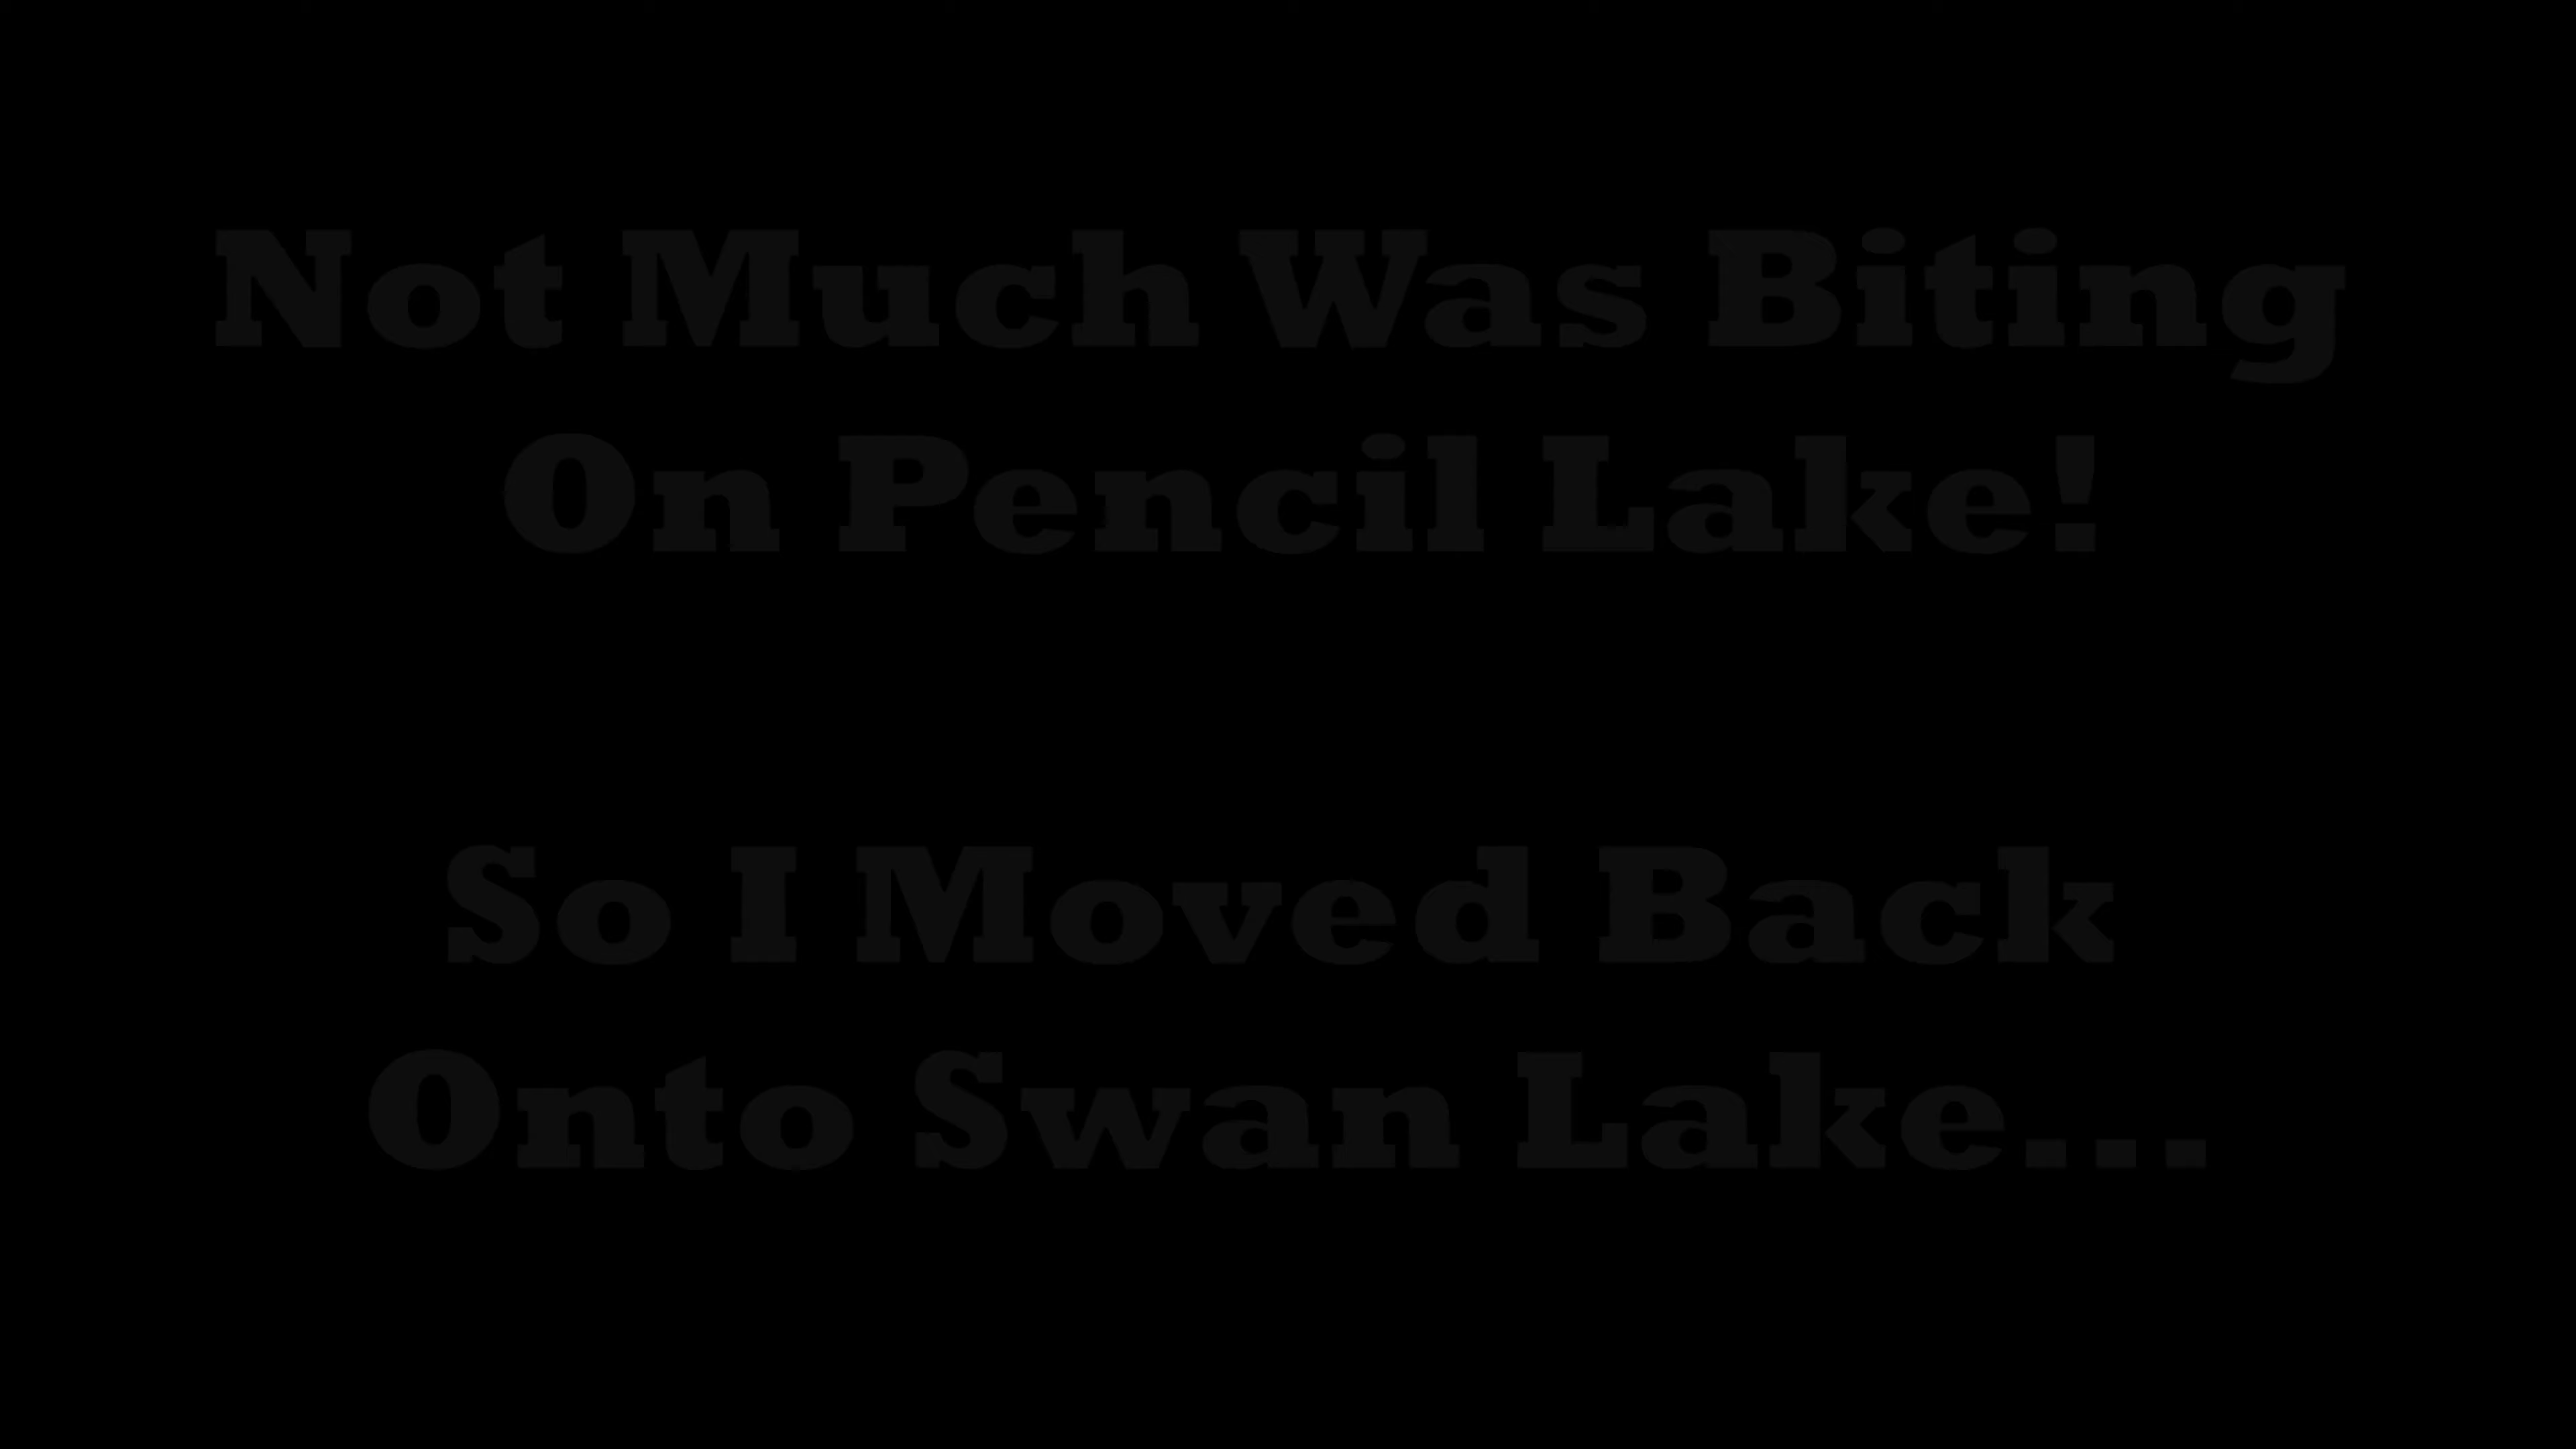 Not Much Was Biting
On Pencil Lake!
So I Moved Back
Onto Swan Lake...